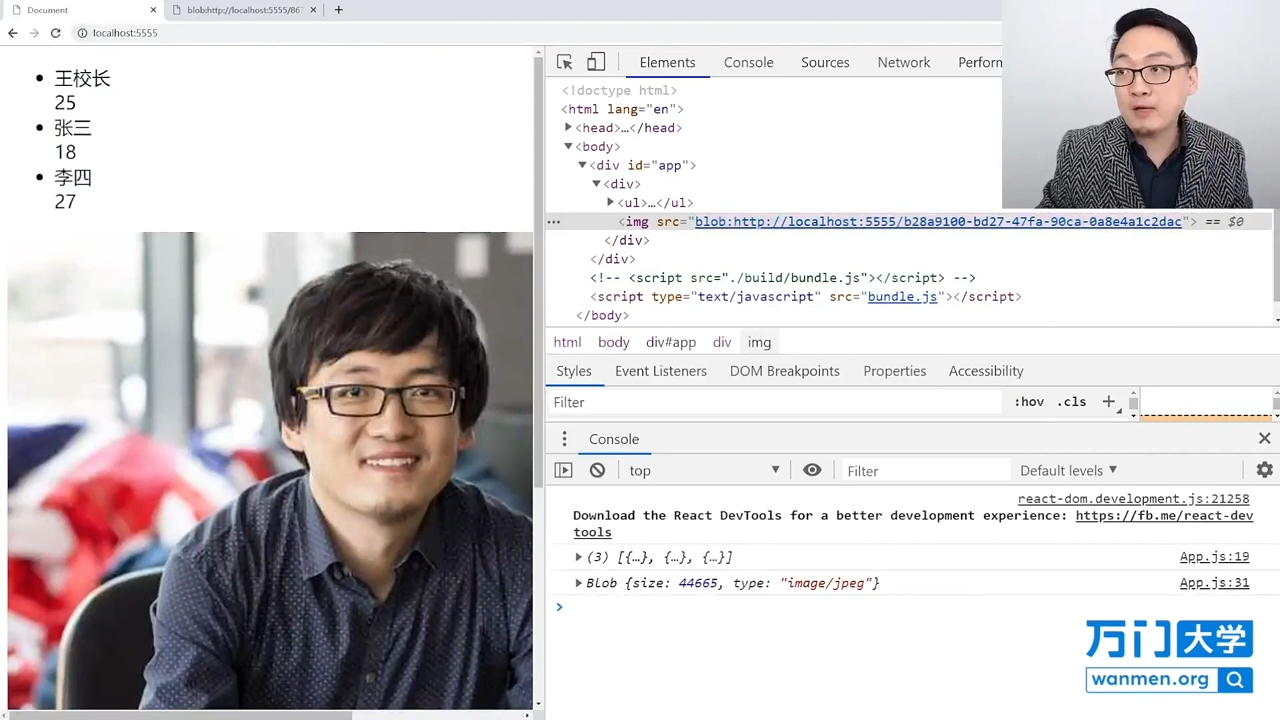 Document
blob:http://localhost:5555/867
localhost:5555
王校长
25
张三
18
李四
27
Elements
Console
Sources
Network
Perform
<!doctype html>
<html lang="en">
<head>…</head>
<body>
<div id="app">
<div>
<ul>…</ul>
<img src="blob:http://localhost:5555/b28a9100-bd27-47fa-90ca-0a8e4a1c2dac"> == $0
</div>
</div>
<!-- <script src="./build/bundle.js"></script> -->
<script type="text/javascript" src="bundle.js"></script>
</body>
html body div#app div img
Styles Event Listeners DOM Breakpoints Properties Accessibility
Filter :hov .cls
Console
top Filter Default levels
react-dom.development.js:21258
Download the React DevTools for a better development experience: https://fb.me/react-dev
tools
(3) [{…}, {…}, {…}] App.js:19
Blob {size: 44665, type: "image/jpeg"} App.js:31
万门大学
wanmen.org